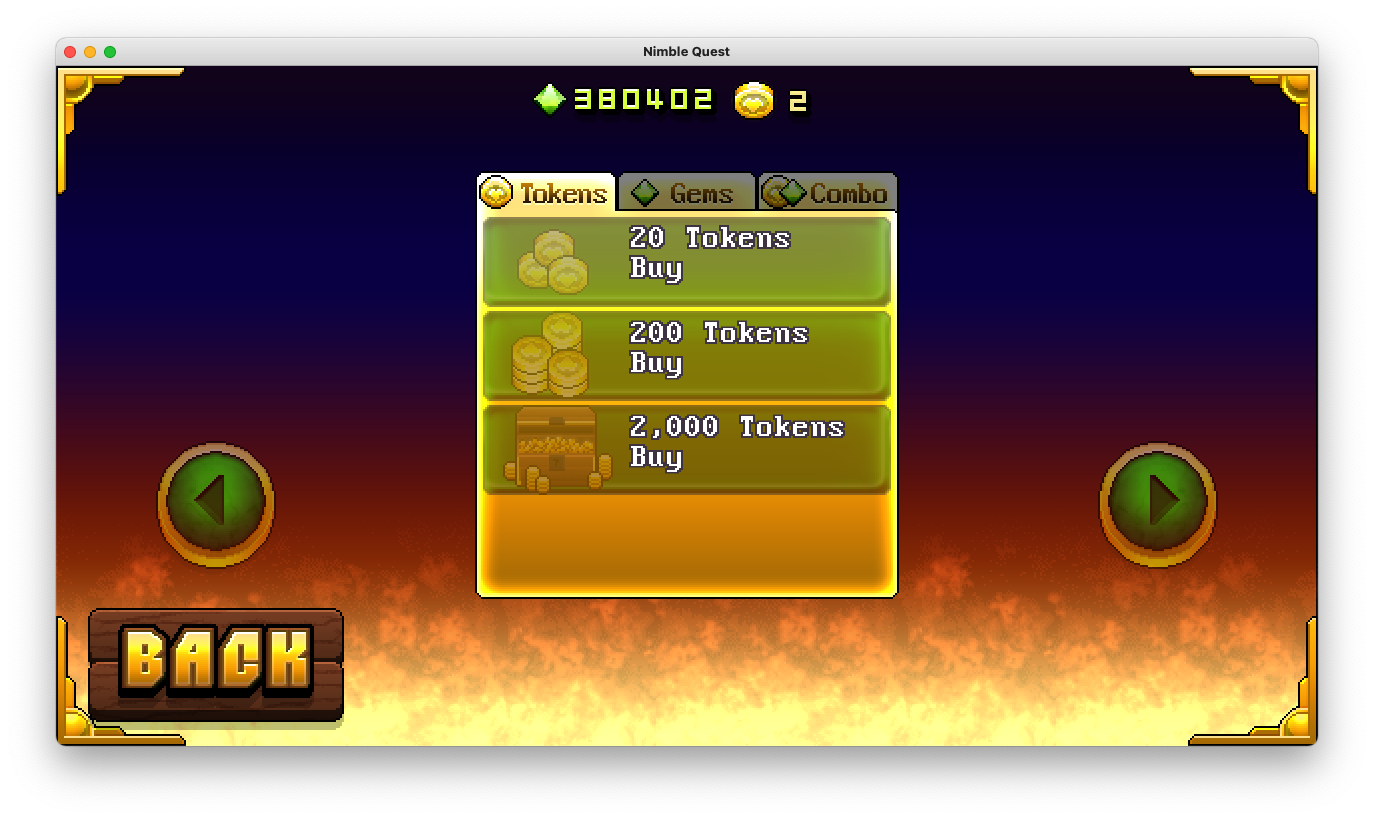 Nimble Quest
380402 2
Tokens Gems Combo
20 Tokens
Buy
200 Tokens
Buy
2,000 Tokens
Buy
BACK